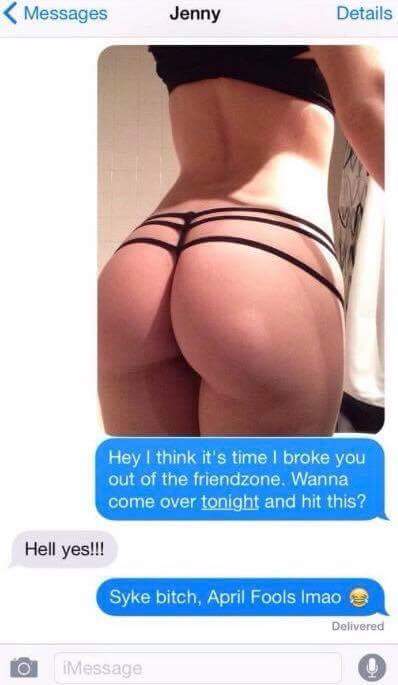 Messages
Jenny
Details
Hey I think it's time I broke you
out of the friendzone. Wanna
come over tonight and hit this?
Hell yes!!!
Syke bitch, April Fools lmao 😂
Delivered
iMessage